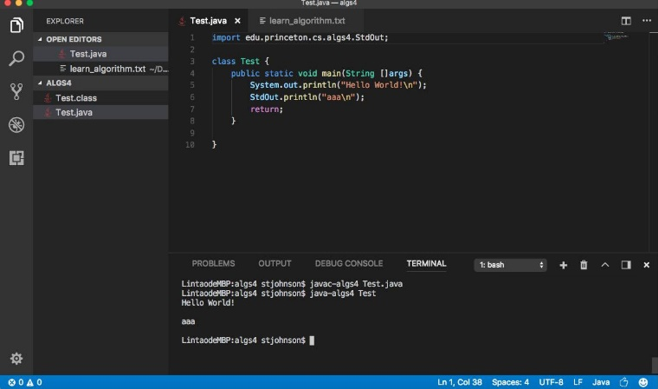 Test.java — algs4
EXPLORER
OPEN EDITORS
Test.java
learn_algorithm.txt ~/D...
ALGS4
Test.class
Test.java
Test.java × learn_algorithm.txt
1 import edu.princeton.cs.algs4.StdOut;
2
3 class Test {
4 public static void main(String []args) {
5 System.out.println("Hello World!\n");
6 StdOut.println("aaa\n");
7 return;
8 }
9
10 }
PROBLEMS OUTPUT DEBUG CONSOLE TERMINAL 1: bash
LintaodeMBP:algs4 stjohnson$ javac-algs4 Test.java
LintaodeMBP:algs4 stjohnson$ java-algs4 Test
Hello World!
aaa
LintaodeMBP:algs4 stjohnson$
0 0 Ln 1, Col 38 Spaces: 4 UTF-8 LF Java